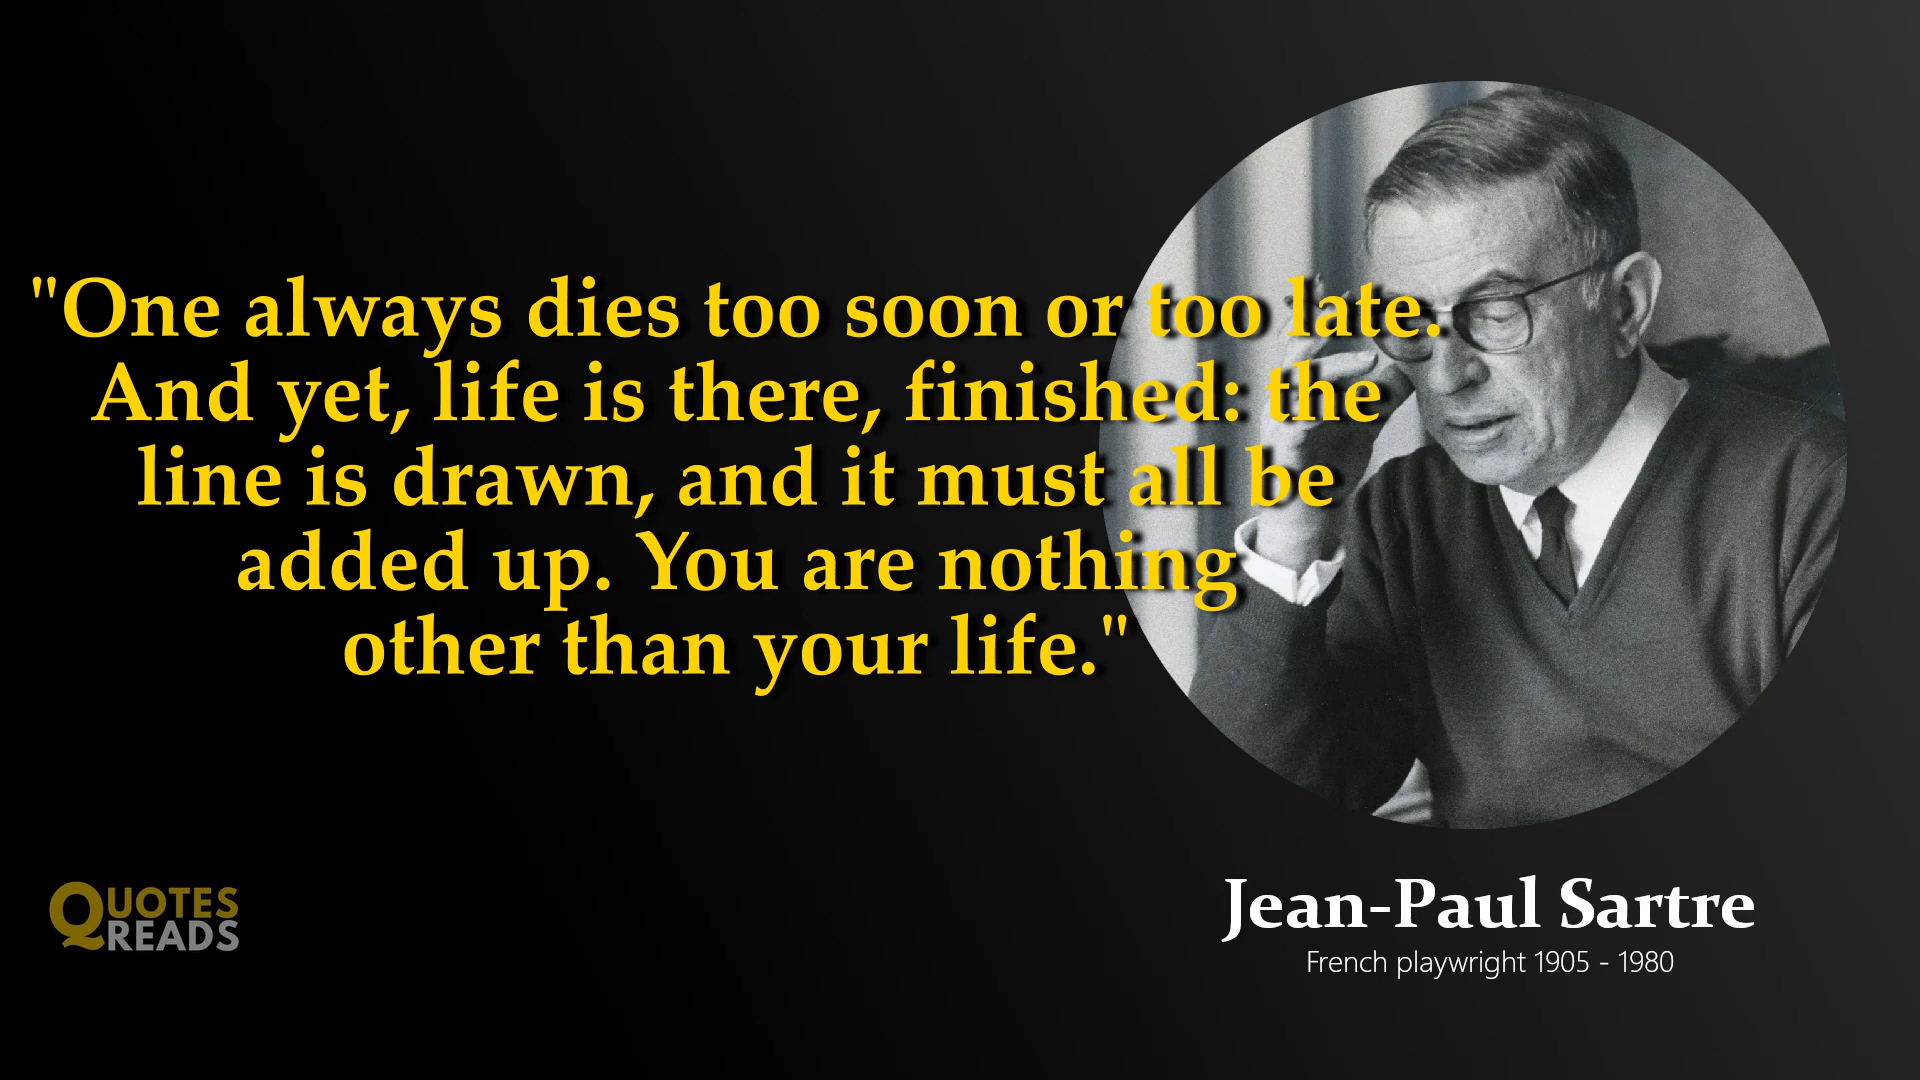 "One always dies too soon or too late.
And yet, life is there, finished: the
line is drawn, and it must all be
added up. You are nothing
other than your life."
QUOTES
READS
Jean-Paul Sartre
French playwright 1905 - 1980